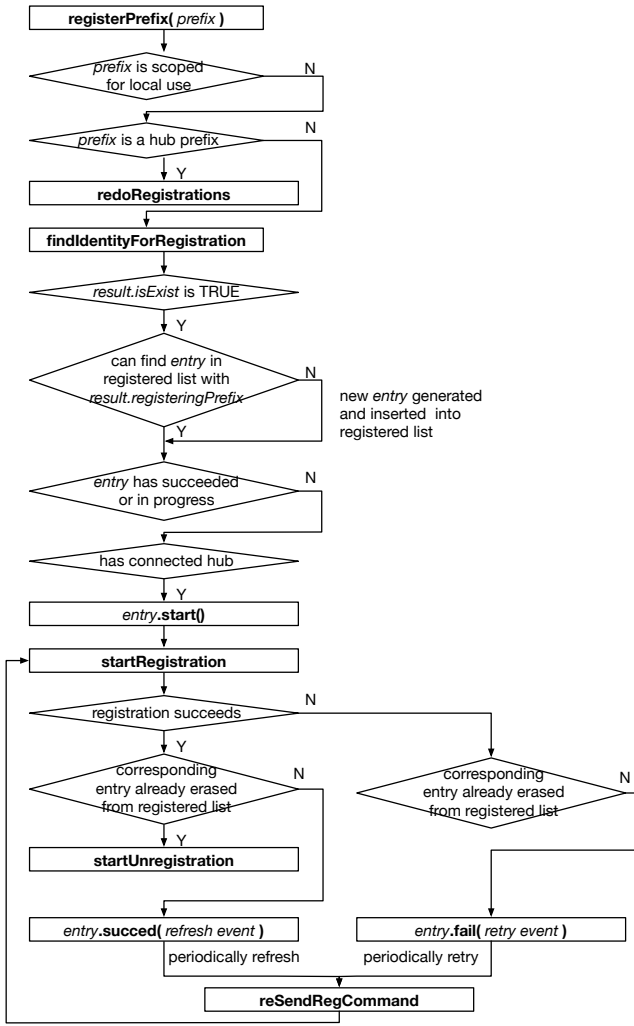 registerPrefix( prefix )
prefix is scoped
for local use
N
prefix is a hub prefix
N
Y
redoRegistrations
findIdentityForRegistration
result.isExist is TRUE
Y
can find entry in
registered list with
result.registeringPrefix
N
new entry generated
and inserted into
registered list
Y
entry has succeeded
or in progress
N
has connected hub
Y
entry.start()
startRegistration
registration succeeds
N
Y
corresponding
entry already erased
from registered list
N
corresponding
entry already erased
from registered list
N
Y
startUnregistration
entry.succed( refresh event )
entry.fail( retry event )
periodically refresh
periodically retry
reSendRegCommand